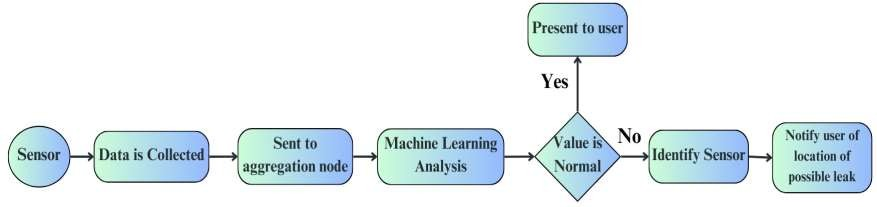 Present to user
Yes
Sensor
Data is Collected
Sent to
aggregation node
Machine Learning
Analysis
Value is
Normal
No
Identify Sensor
Notify user of
location of
possible leak